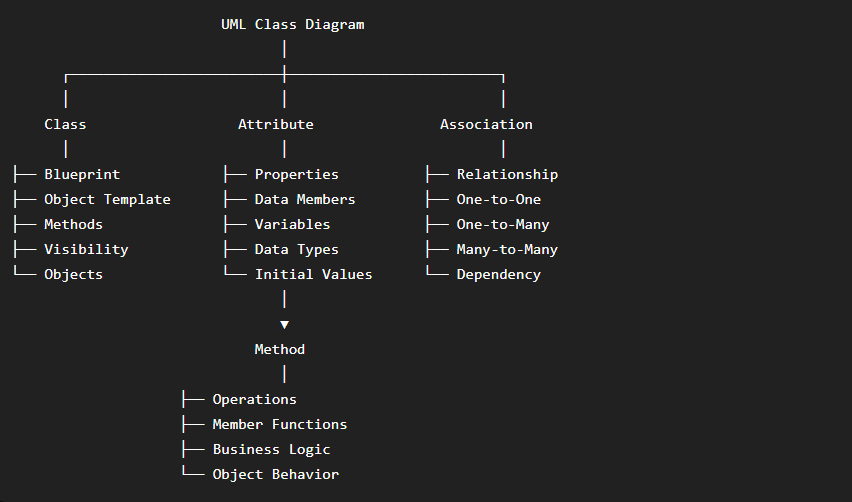 UML Class Diagram
Class Attribute Association
├── Blueprint ├── Properties ├── Relationship
├── Object Template ├── Data Members ├── One-to-One
├── Methods ├── Variables ├── One-to-Many
├── Visibility ├── Data Types ├── Many-to-Many
└── Objects └── Initial Values └── Dependency
▼
Method
├── Operations
├── Member Functions
├── Business Logic
└── Object Behavior